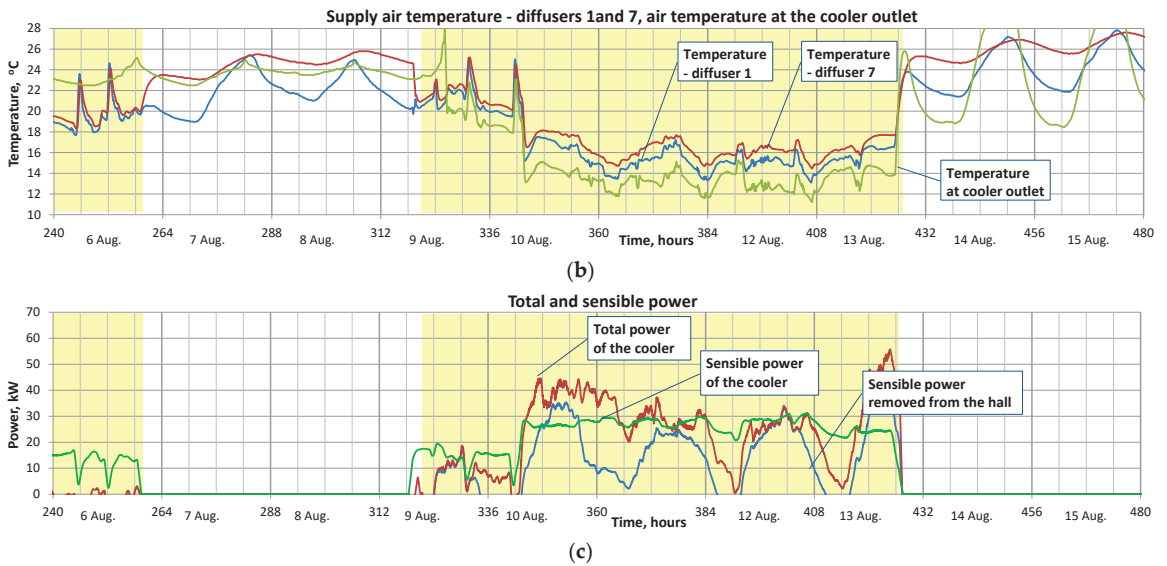 Supply air temperature - diffusers 1and 7, air temperature at the cooler outlet
28
26
24
22
20
18
16
14
12
10
Temperature, ºC
Temperature
- diffuser 1
Temperature
- diffuser 7
Temperature
at cooler outlet
240 264 288 312 336 360 384 408 432 456 480
6 Aug. 7 Aug. 8 Aug. 9 Aug. 10 Aug. Time, hours 12 Aug. 13 Aug. 14 Aug. 15 Aug.
(b)
Total and sensible power
70
60
50
40
30
20
10
0
Power, kW
Total power
of the cooler
Sensible power
of the cooler
Sensible power
removed from the hall
240 264 288 312 336 360 384 408 432 456 480
6 Aug. 7 Aug. 8 Aug. 9 Aug. 10 Aug. Time, hours 12 Aug. 13 Aug. 14 Aug. 15 Aug.
(c)